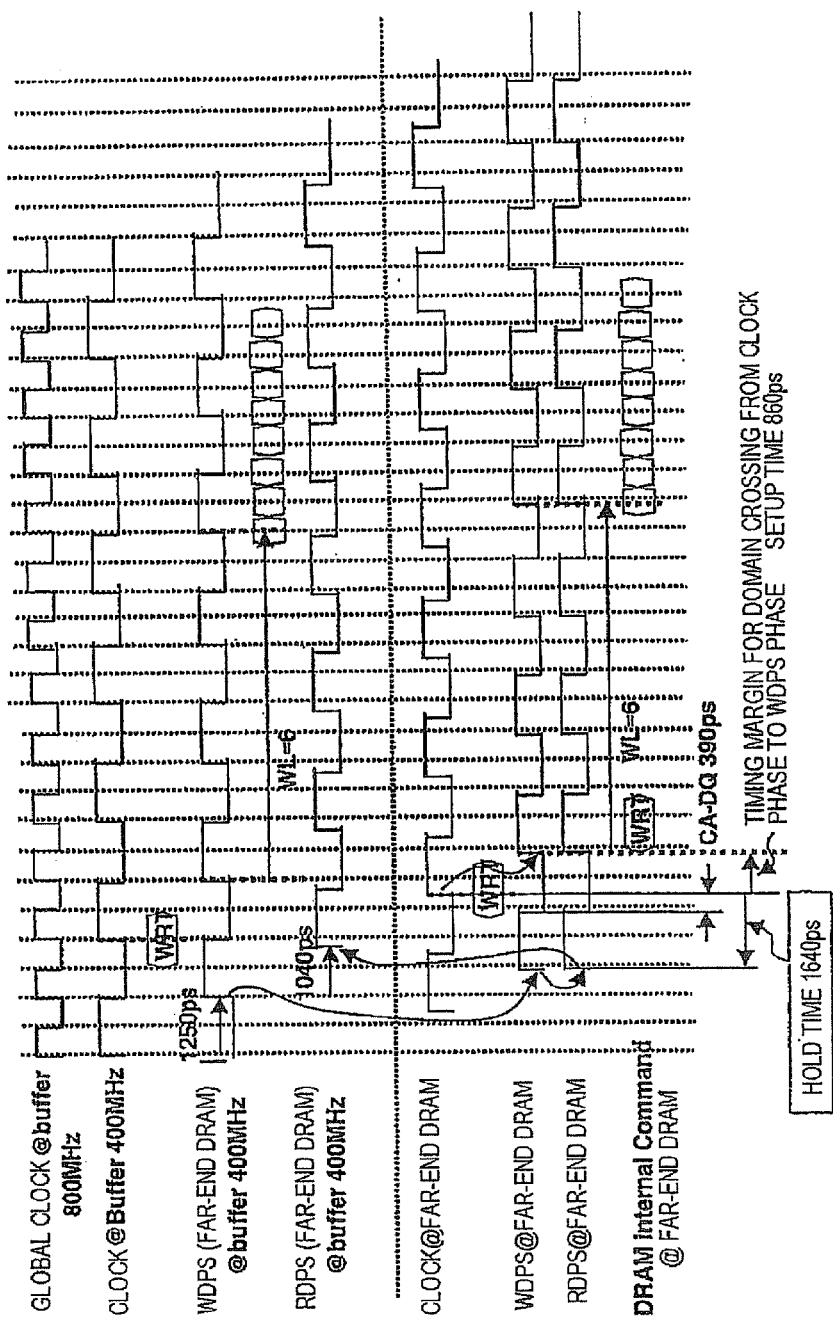 GLOBAL CLOCK @buffer
800MHz
CLOCK@Buffer 400MHz
WRT
1250ps
WDPS (FAR-END DRAM)
@buffer 400MHz
WL=6
1040ps
RDPS (FAR-END DRAM)
@buffer 400MHz
CLOCK@FAR-END DRAM
WRT
WDPS@FAR-END DRAM
RDPS@FAR-END DRAM
WL=6
DRAM Internal Command
@ FAR-END DRAM
WRT
CA-DQ 390ps
TIMING MARGIN FOR DOMAIN CROSSING FROM CLOCK
PHASE TO WDPS PHASE SETUP TIME 860ps
HOLD TIME 1640ps